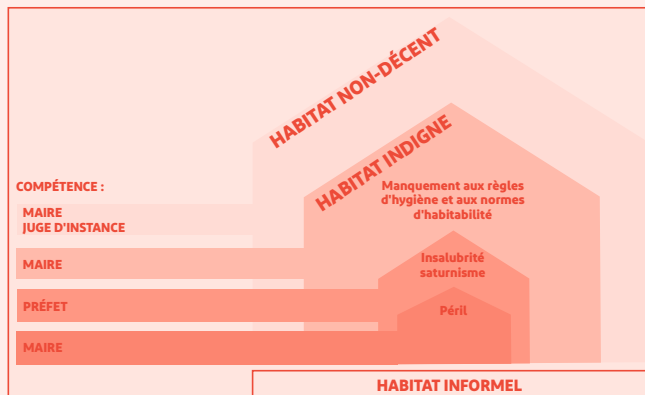 HABITAT NON-DÉCENT
HABITAT INDIGNE
Manquement aux règles
d'hygiène et aux normes
d'habitabilité
COMPÉTENCE :
MAIRE
JUGE D'INSTANCE
MAIRE
Insalubrité
saturnisme
PRÉFET
Péril
MAIRE
HABITAT INFORMEL